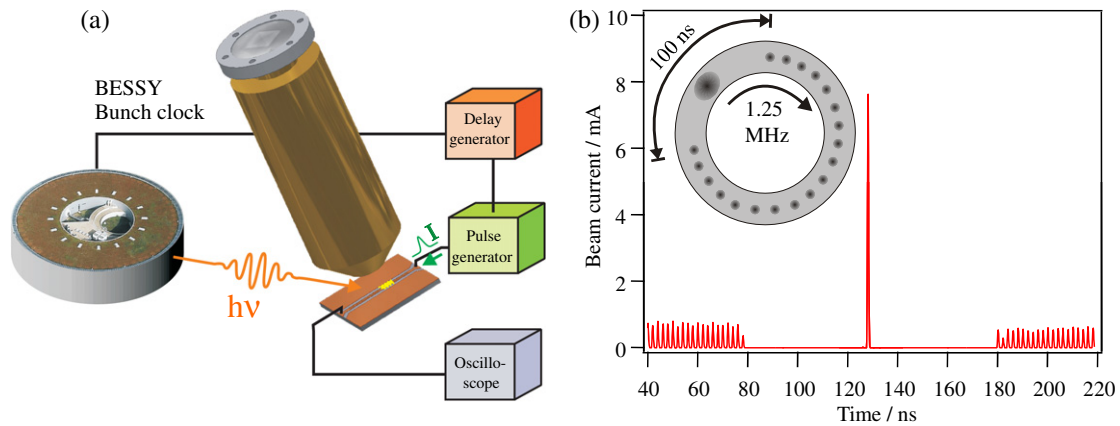 (a)
BESSY
Bunch clock
Delay
generator
I
Pulse
generator
hν
Oscillo-
scope
(b)
10
8
6
4
2
0
Beam current / mA
100 ns
1.25
MHz
40 60 80 100 120 140 160 180 200 220
Time / ns